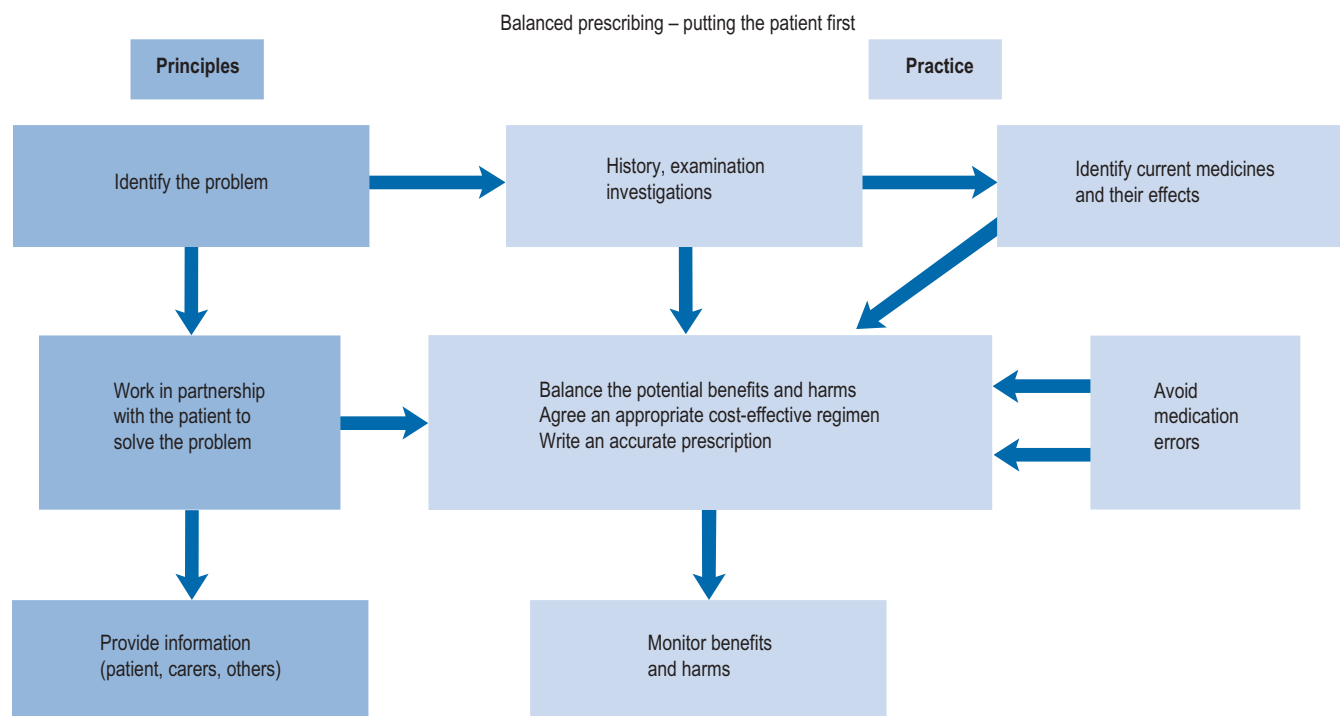 Balanced prescribing – putting the patient first
Principles
Practice
Identify the problem
History, examination
investigations
Identify current medicines
and their effects
Work in partnership
with the patient to
solve the problem
Balance the potential benefits and harms
Agree an appropriate cost-effective regimen
Write an accurate prescription
Avoid
medication
errors
Provide information
(patient, carers, others)
Monitor benefits
and harms